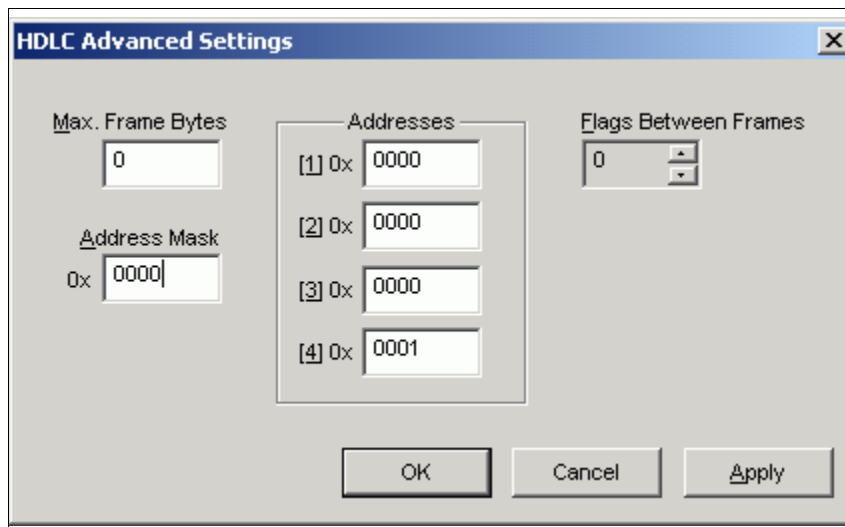 HDLC Advanced Settings
Max. Frame Bytes
0
Address Mask
0x 0000
Addresses
[1] 0x 0000
[2] 0x 0000
[3] 0x 0000
[4] 0x 0001
Flags Between Frames
0
OK Cancel Apply